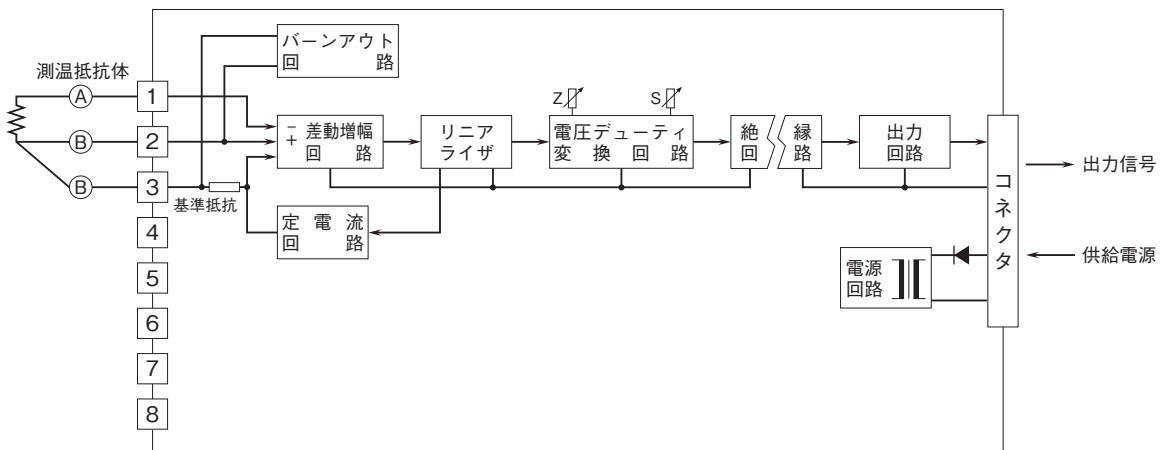 バーンアウト
回路
測温抵抗体
A
1
B
2
B
3
基準抵抗
4
5
6
7
8
−
+
差動増幅
回路
リニア
ライザ
Z
S
電圧デューティ
変換回路
絶縁
回路
出力
回路
定電流
回路
電源
回路
コネクタ
出力信号
供給電源